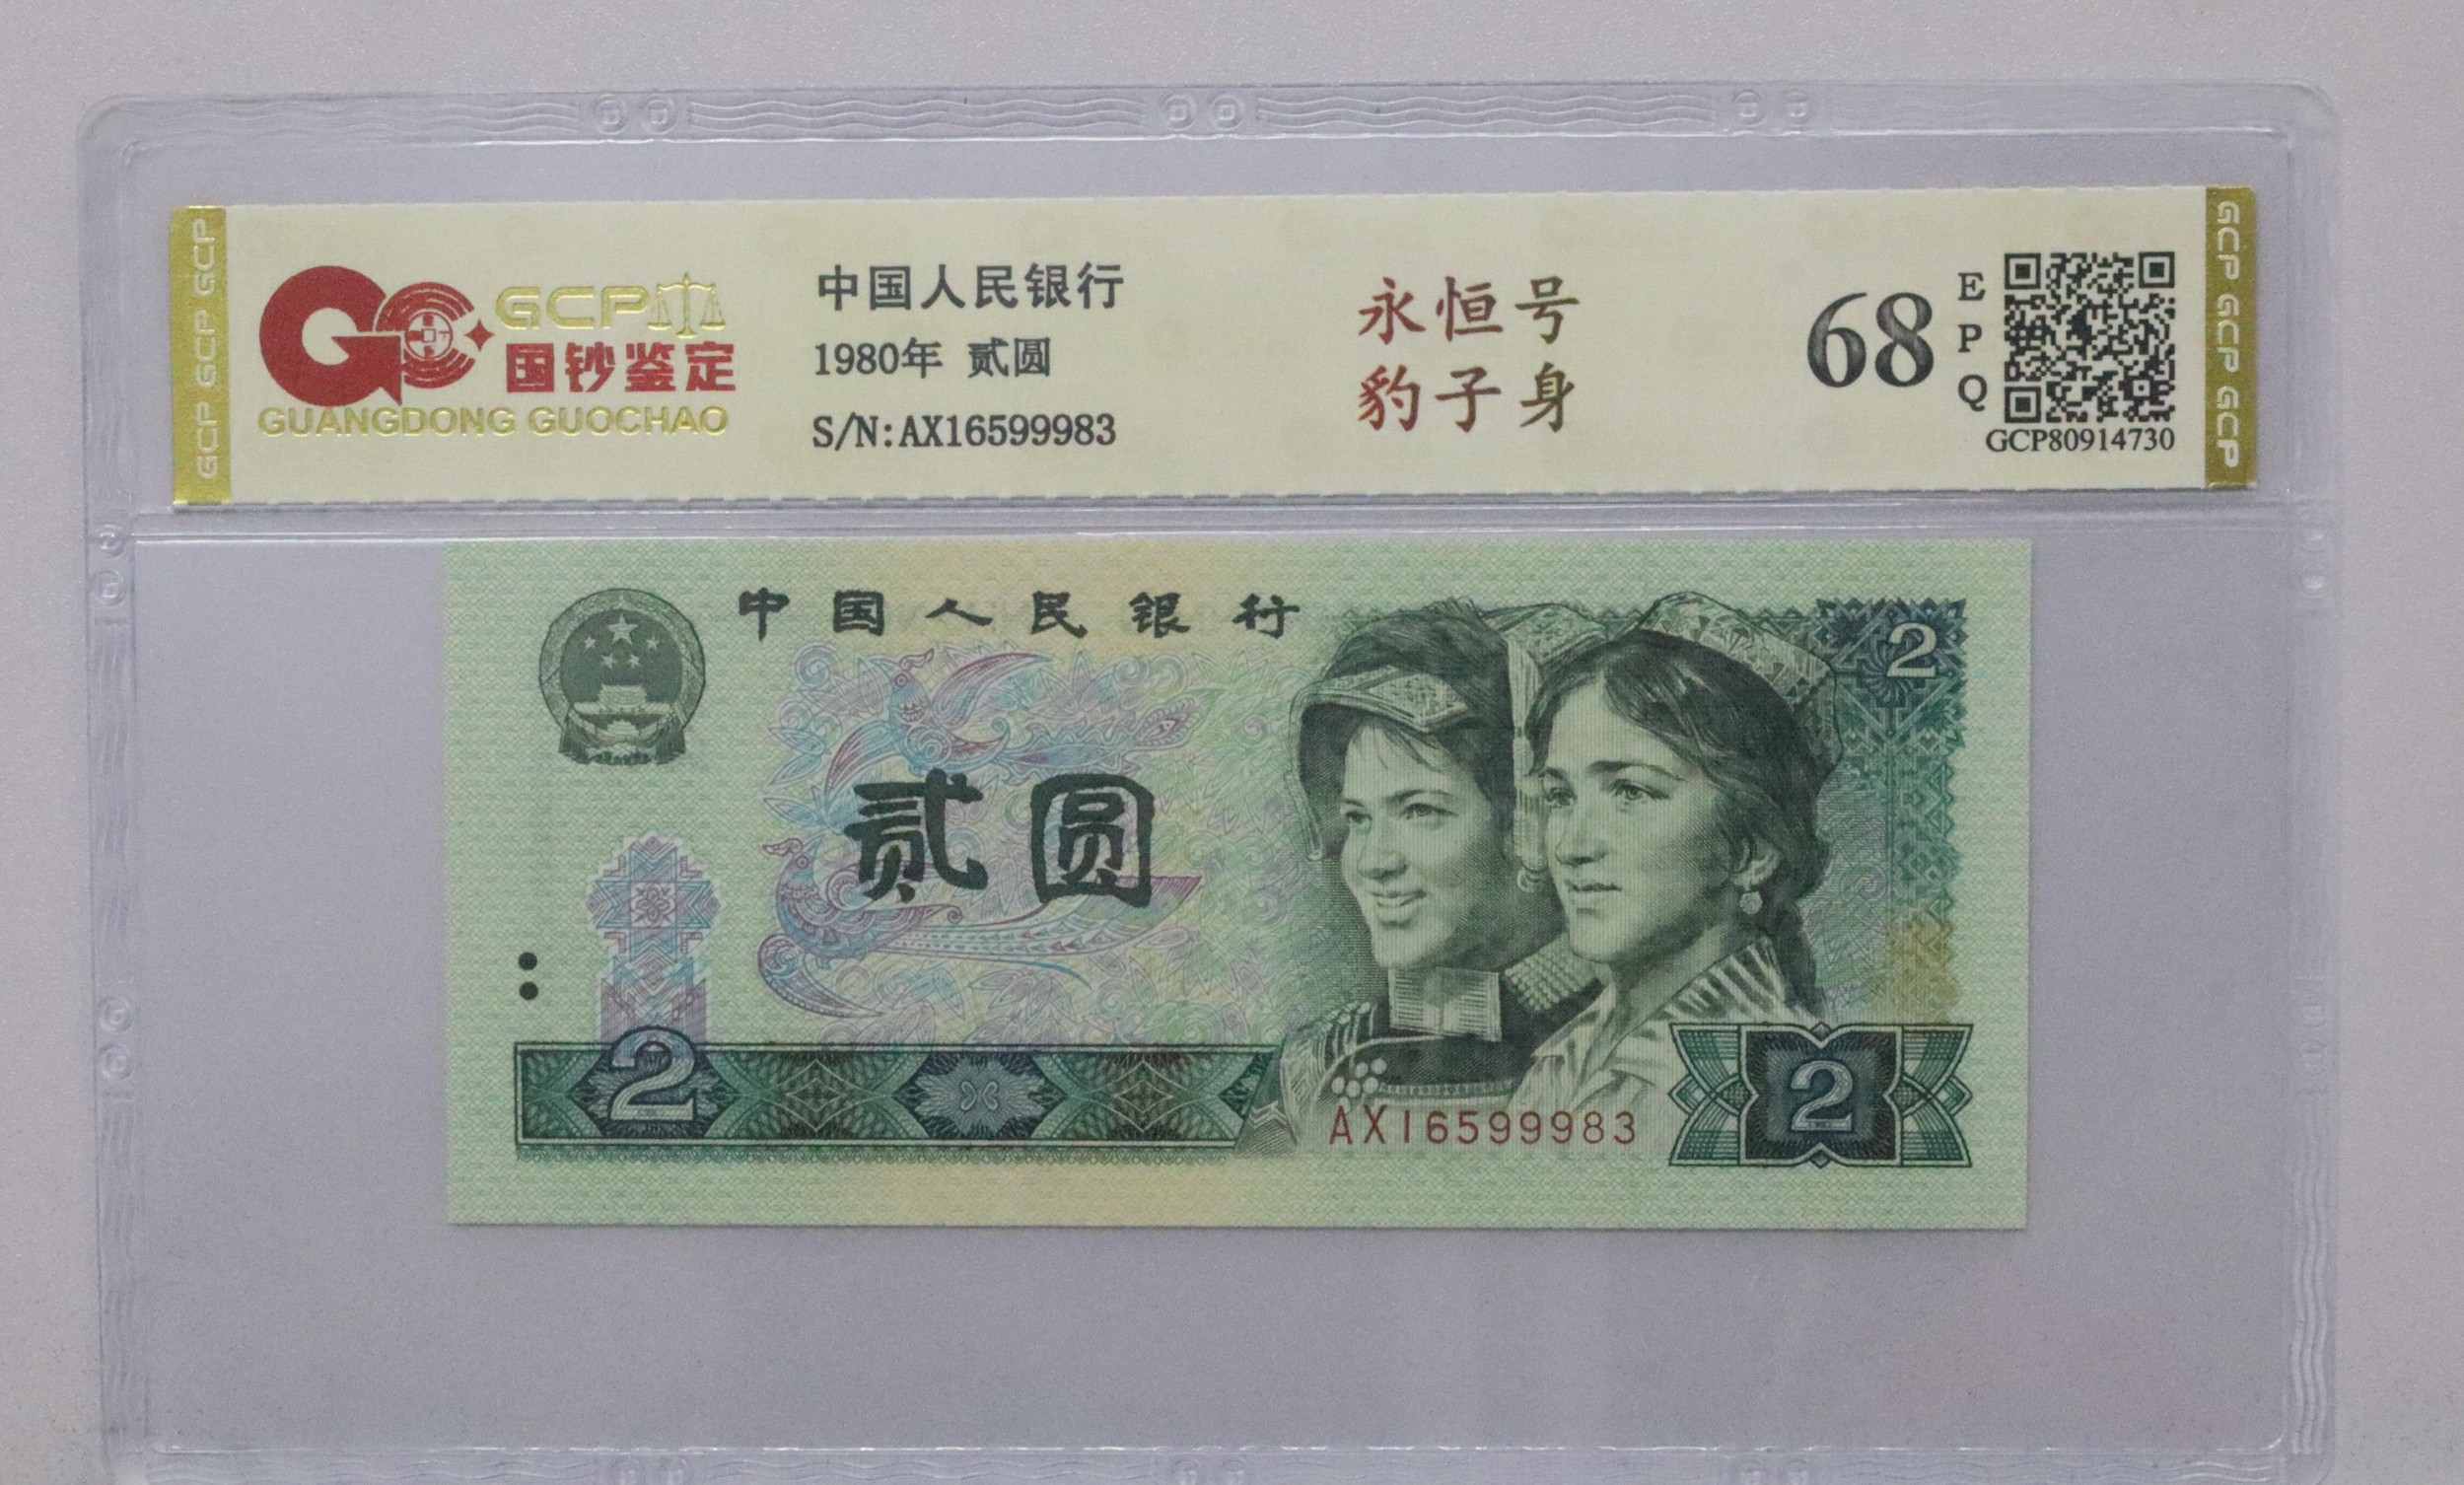 GCP GCP GCP
GCP
国钞鉴定
GUANGDONG GUOCHAO
中国人民银行
1980年 贰圆
S/N:AX16599983
永恒号
豹子身
68
EPQ
GCP80914730
GCP GCP GCP
中国人民银行
2
贰圆
2
AX16599983
2